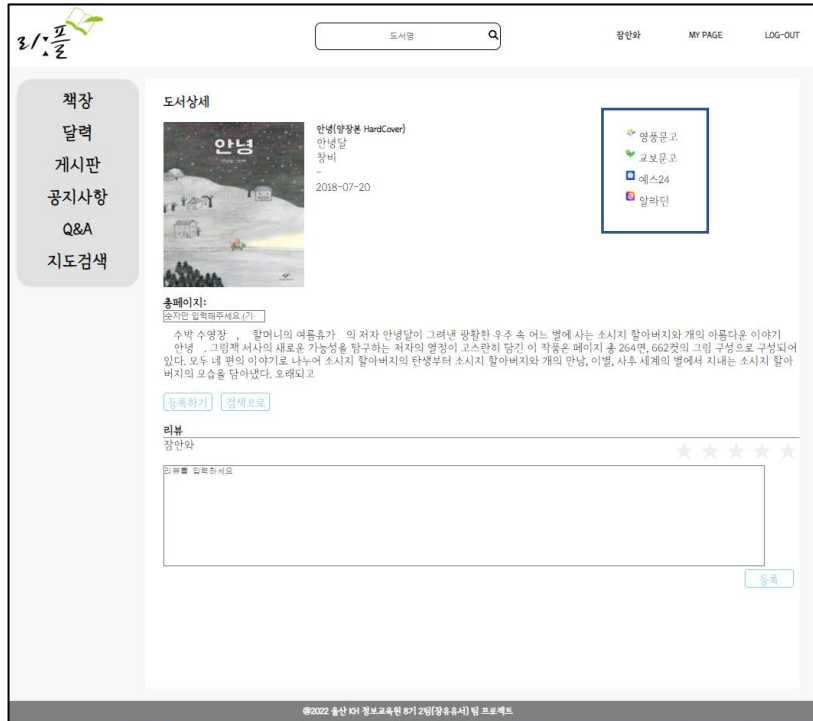 리:플
도서명
잠안와
MY PAGE
LOG-OUT
책장
달력
게시판
공지사항
Q&A
지도검색
도서상세
안녕
안녕(양장본 HardCover)
안녕달
창비
-
2018-07-20
영풍문고
교보문고
예스24
알라딘
총페이지:
숫자만 입력해주세요.(기
수박 수영장 , 할머니의 여름휴가 의 저자 안녕달이 그려낸 광활한 우주 속 어느 별에 사는 소시지 할아버지와 개의 아름다운 이야기
안녕 . 그림책 서사의 새로운 가능성을 탐구하는 저자의 열정이 고스란히 담긴 이 작품은 페이지 총 264면, 662컷의 그림 구성으로 구성되어
있다. 모두 네 편의 이야기로 나누어 소시지 할아버지의 탄생부터 소시지 할아버지와 개의 만남, 이별, 사후 세계의 별에서 지내는 소시지 할아
버지의 모습을 담아냈다. 오래되고
등록하기
검색으로
리뷰
잠안와
리뷰를 입력하세요
등록
@2022 울산 KH 정보교육원 8기 2팀(장유유서) 팀 프로젝트